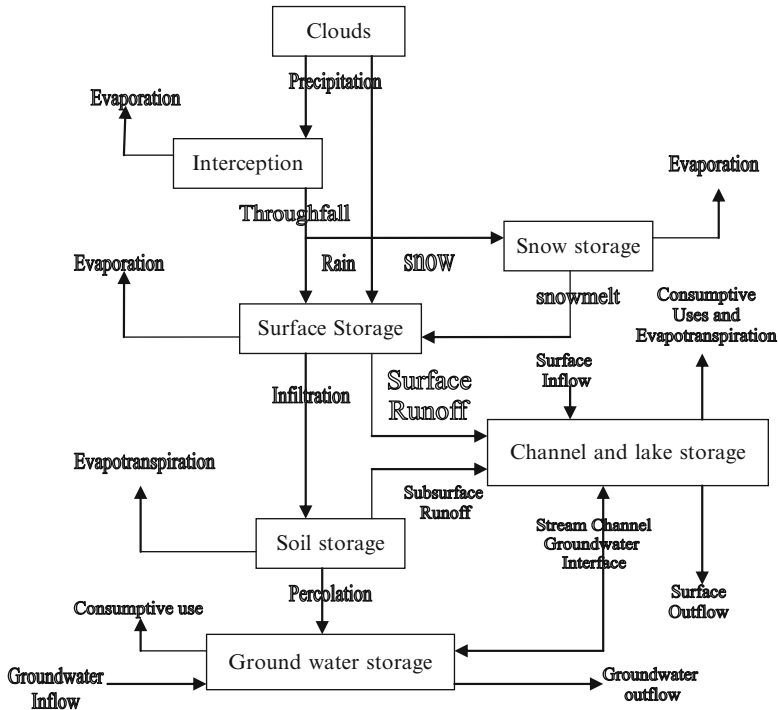 Clouds
Precipitation
Evaporation
Interception
Evaporation
Throughfall
Snow storage
Rain
snow
Evaporation
snowmelt
Consumptive
Uses and
Evapotranspiration
Surface Storage
Surface
Inflow
Infiltration
Surface
Runoff
Channel and lake storage
Evapotranspiration
Subsurface
Runoff
Stream Channel
Groundwater
Interface
Soil storage
Percolation
Surface
Outflow
Consumptive use
Ground water storage
Groundwater
Inflow
Groundwater
outflow